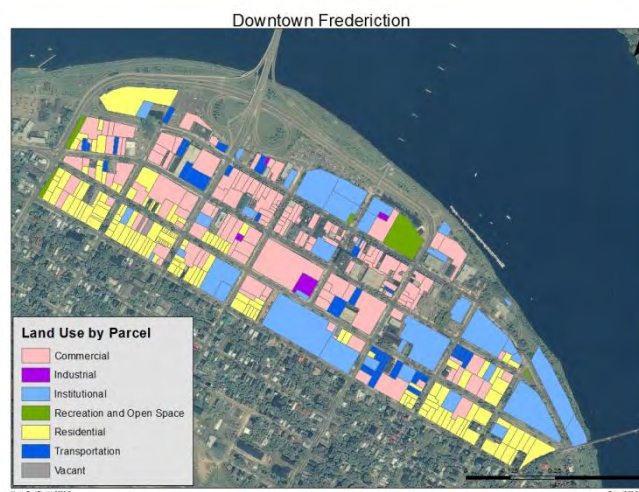 Downtown Frederiction
Land Use by Parcel
Commercial
Industrial
Institutional
Recreation and Open Space
Residential
Transportation
Vacant